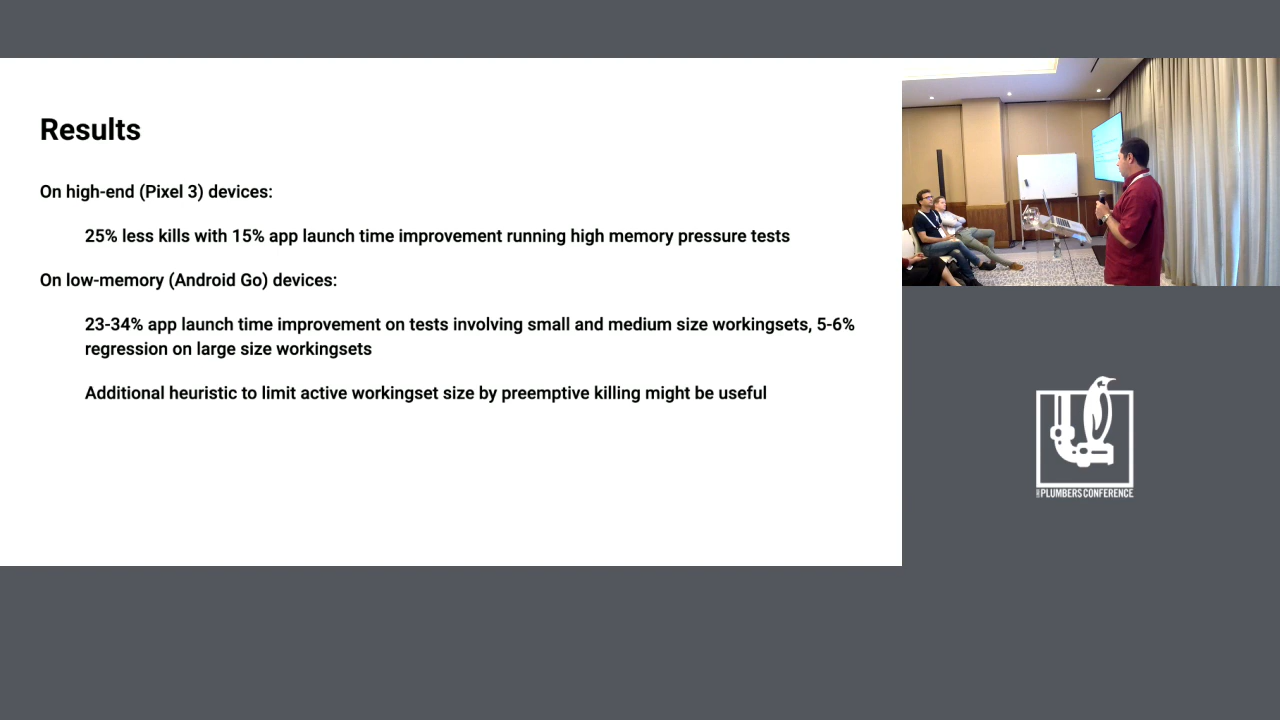 Results
On high-end (Pixel 3) devices:
25% less kills with 15% app launch time improvement running high memory pressure tests
On low-memory (Android Go) devices:
23-34% app launch time improvement on tests involving small and medium size workingsets, 5-6%
regression on large size workingsets
Additional heuristic to limit active workingset size by preemptive killing might be useful
PLUMBERS CONFERENCE